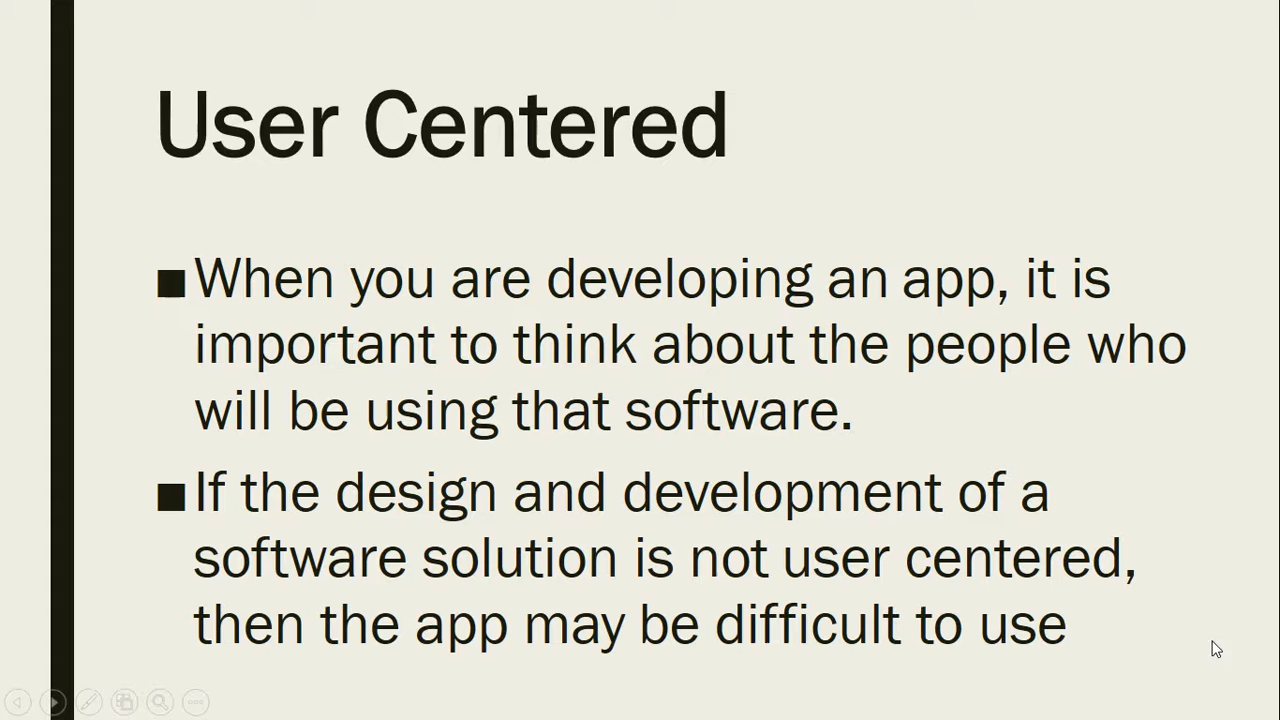 User Centered
■When you are developing an app, it is
important to think about the people who
will be using that software.
■If the design and development of a
software solution is not user centered,
then the app may be difficult to use